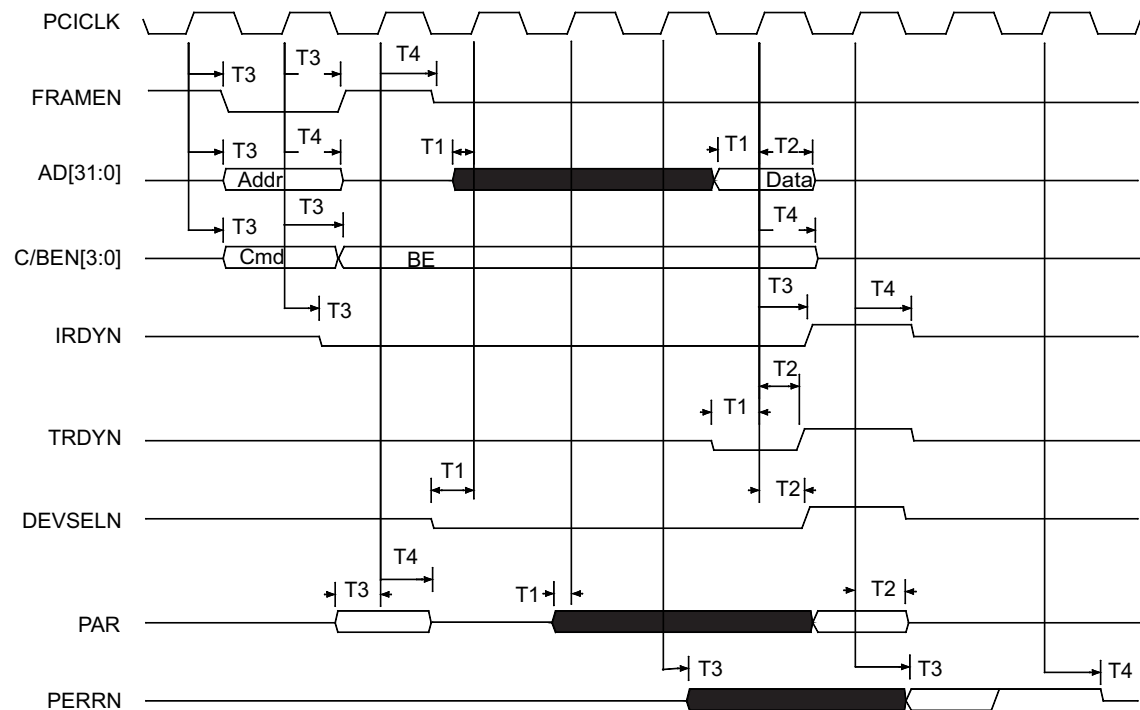 PCICLK
T3 T3 T4
FRAMEN
T3 T4 T1 T1 T2
AD[31:0] Addr Data
T3 T3 T4
C/BEN[3:0] Cmd BE
T3 T3 T4
IRDYN
T2
T1
TRDYN
T1 T2
DEVSELN
T4
T3 T1 T2
PAR
T3 T3 T4
PERRN